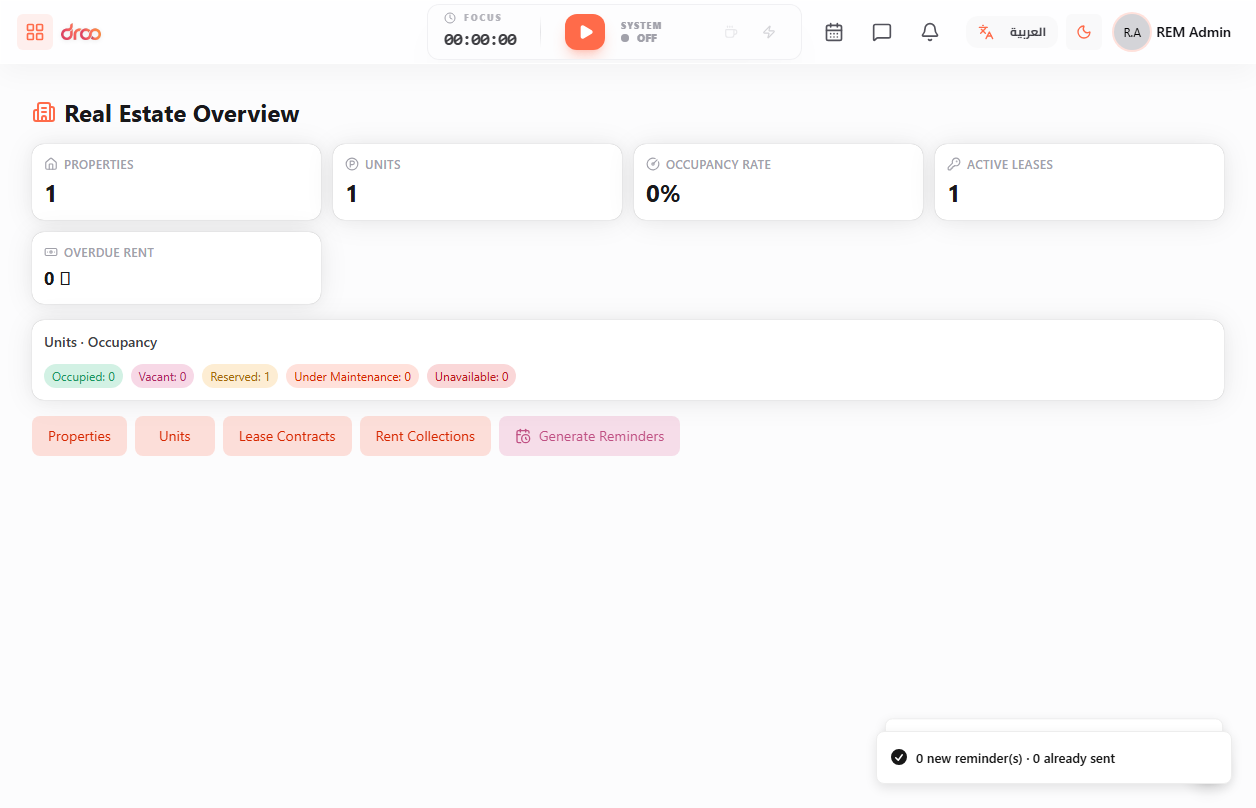 droo
FOCUS
00:00:00
SYSTEM
OFF
العربية
R.A
REM Admin
Real Estate Overview
PROPERTIES
1
UNITS
1
OCCUPANCY RATE
0%
ACTIVE LEASES
1
OVERDUE RENT
0
Units · Occupancy
Occupied: 0
Vacant: 0
Reserved: 1
Under Maintenance: 0
Unavailable: 0
Properties
Units
Lease Contracts
Rent Collections
Generate Reminders
0 new reminder(s) · 0 already sent